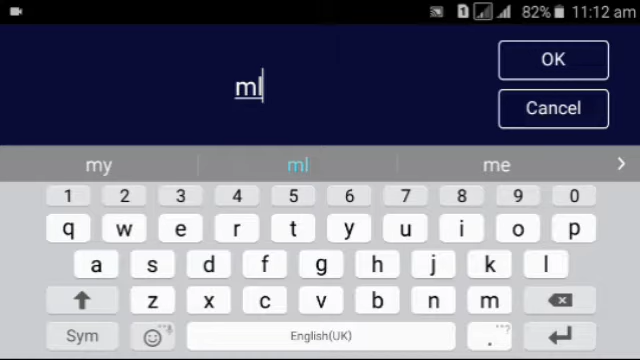 1 82% 11:12 am
OK
ml
Cancel
my ml me >
1 2 3 4 5 6 7 8 9 0
q w e r t y u i o p
a s d f g h j k l
z x c v b n m
Sym English(UK) . ,?